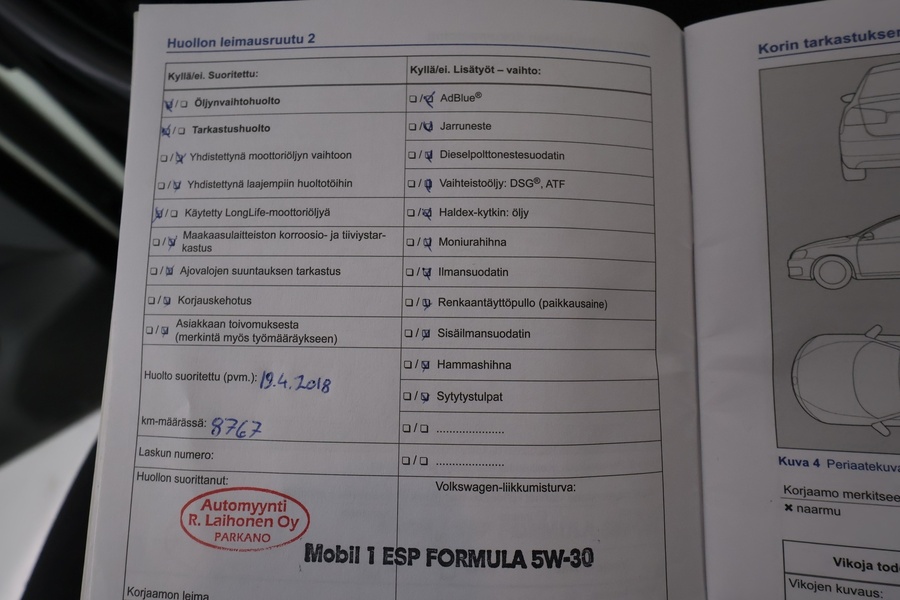 Huollon leimausruutu 2
Kyllä/ei. Suoritettu:
Öljynvaihtohuolto
Tarkastushuolto
Yhdistettynä moottoriöljyn vaihtoon
Yhdistettynä laajempiin huoltotöihin
Käytetty LongLife-moottoriöljyä
Maakaasulaitteiston korroosio- ja tiiviystar-
kastus
Ajovalojen suuntauksen tarkastus
Korjauskehotus
Asiakkaan toivomuksesta
(merkintä myös työmääräykseen)
Huolto suoritettu (pvm.): 19.4.2018
km-määrässä: 8767
Laskun numero:
Huollon suorittanut:
Automyynti
R. Laihonen Oy
PARKANO
Korjaamon leima
Kyllä/ei. Lisätyöt – vaihto:
AdBlue®
Jarruneste
Dieselpolttonestesuodatin
Vaihteistoöljy: DSG®, ATF
Haldex-kytkin: öljy
Moniurahihna
Ilmansuodatin
Renkaantäyttöpullo (paikkausaine)
Sisäilmansuodatin
Hammashihna
Sytytystulpat
.....................
.....................
Volkswagen-liikkumisturva:
Mobil 1 ESP FORMULA 5W-30
Korin tarkastuksen
Kuva 4 Periaatekuva
Korjaamo merkitsee
✖ naarmu
Vikoja tod
Vikojen kuvaus: